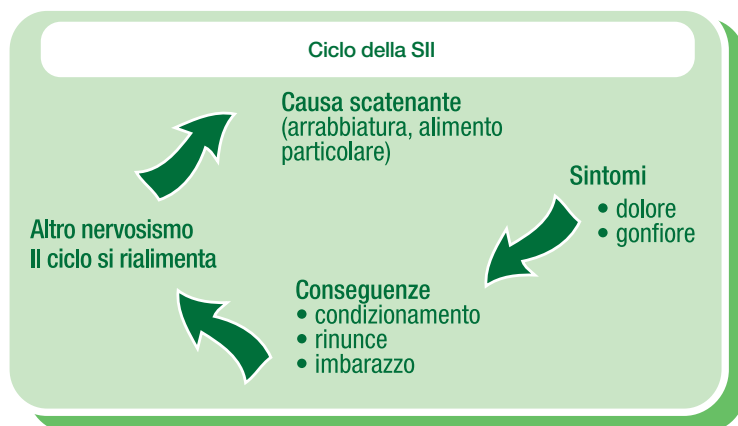 Ciclo della SII
Causa scatenante
(arrabbiatura, alimento
particolare)
Sintomi
• dolore
• gonfiore
Conseguenze
• condizionamento
• rinunce
• imbarazzo
Altro nervosismo
Il ciclo si rialimenta